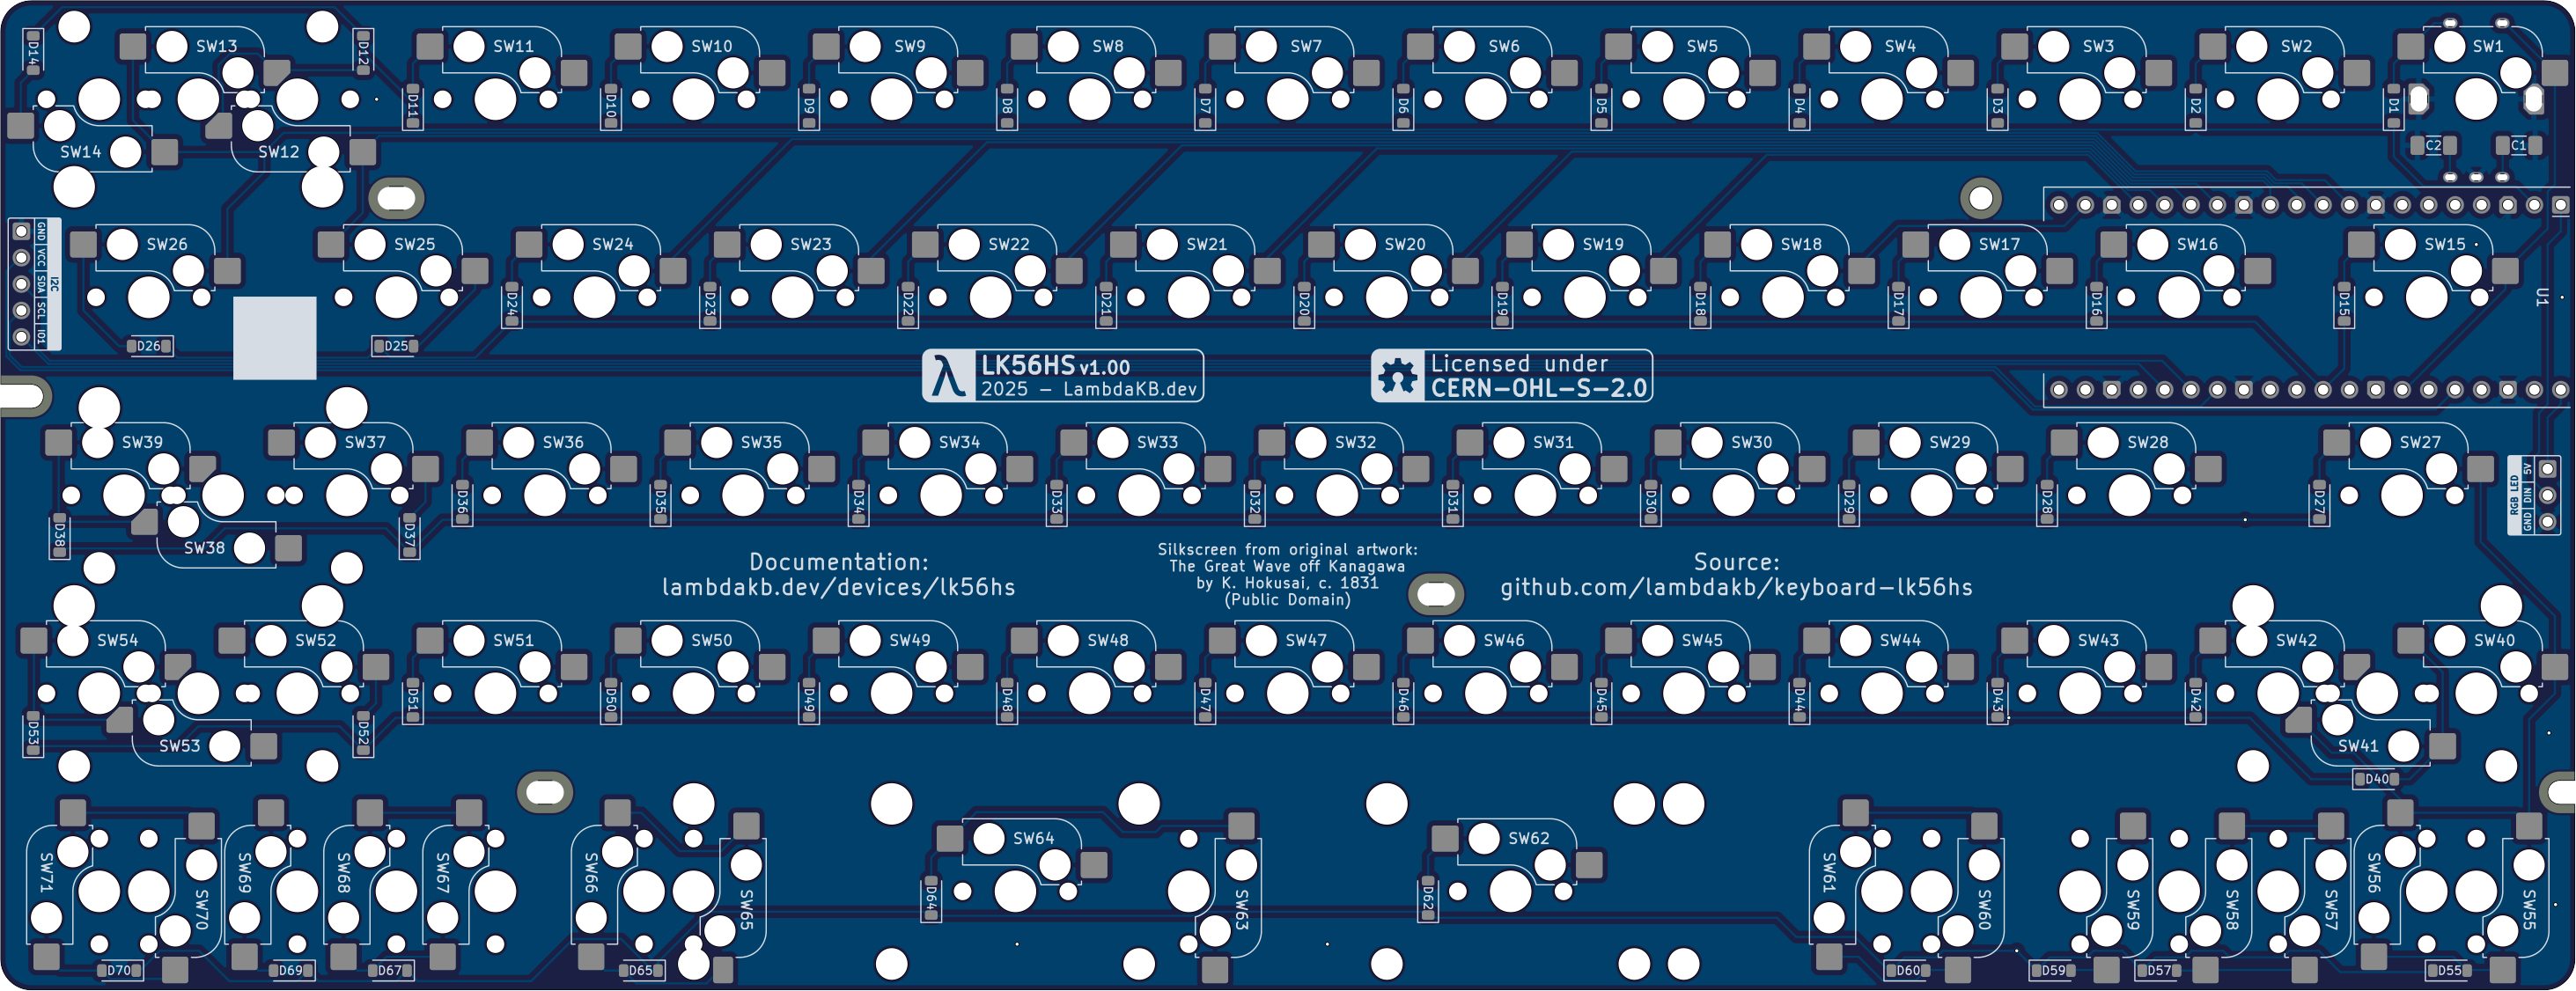 D14
SW13
D12
SW11
SW10
SW9
SW8
SW7
SW6
SW5
SW4
SW3
SW2
SW1
D11
D10
D9
D8
D7
D6
D5
D4
D3
D2
D1
SW14
SW12
C2
C1
GND VCC SDA SCL IO1
I2C
SW26
SW25
SW24
SW23
SW22
SW21
SW20
SW19
SW18
SW17
SW16
SW15
D24
D23
D22
D21
D20
D19
D18
D17
D16
D15
U1
D26
D25
λ LK56HS v1.00
2025 – LambdaKB.dev
Licensed under
CERN-OHL-S-2.0
SW39
SW37
SW36
SW35
SW34
SW33
SW32
SW31
SW30
SW29
SW28
SW27
D38
D37
D36
D35
D34
D33
D32
D31
D30
D29
D28
D27
RGB LED
GND DIN 5V
SW38
Documentation:
lambdakb.dev/devices/lk56hs
Silkscreen from original artwork:
The Great Wave off Kanagawa
by K. Hokusai, c. 1831
(Public Domain)
Source:
github.com/lambdakb/keyboard-lk56hs
SW54
SW52
SW51
SW50
SW49
SW48
SW47
SW46
SW45
SW44
SW43
SW42
SW40
D53
D52
D51
D50
D49
D48
D47
D46
D45
D44
D43
D42
SW53
SW41
D40
SW71
SW70
SW69
SW68
SW67
SW66
SW65
SW64
SW63
SW62
SW61
SW60
SW59
SW58
SW57
SW56
SW55
D64
D62
D70
D69
D67
D65
D60
D59
D57
D55